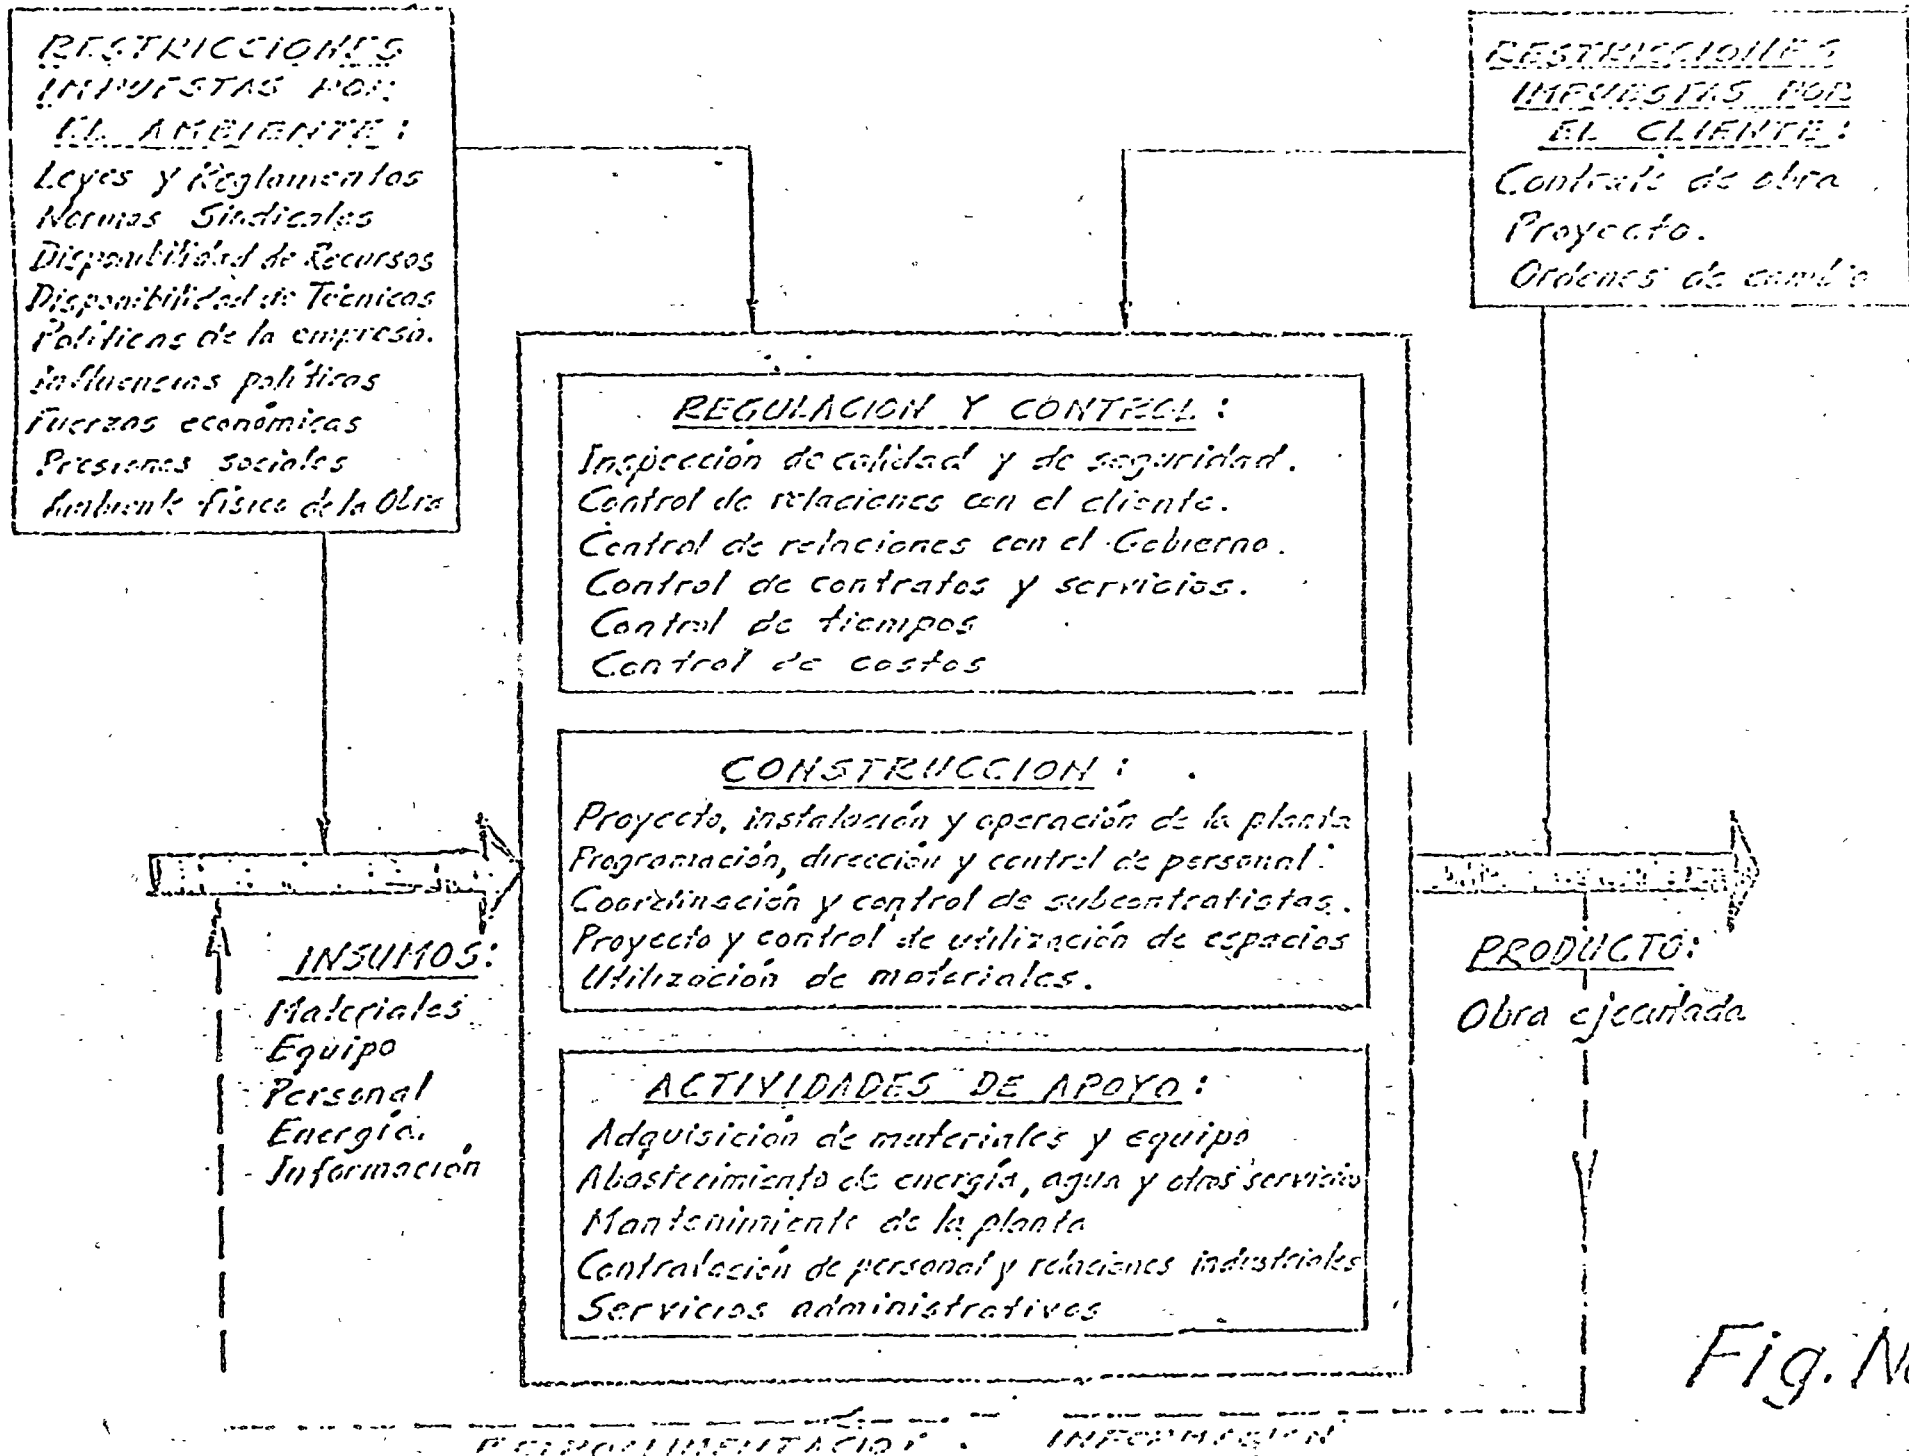 RESTRICCIONES
IMPUESTAS POR
EL AMBIENTE:
Leyes y Reglamentos
Normas Sindicales
Disponibilidad de Recursos
Disponibilidad de Técnicas
Políticas de la empresa.
Influencias políticas
Fuerzas económicas
Presiones sociales
Ambiente físico de la Obra
RESTRICCIONES
IMPUESTAS POR
EL CLIENTE:
Contrato de obra
Proyecto.
Ordenes de cambio
REGULACION Y CONTROL:
Inspección de calidad y de seguridad.
Control de relaciones con el cliente.
Control de relaciones con el Gobierno.
Control de contratos y servicios.
Control de tiempos
Control de costos
CONSTRUCCION:
Proyecto, instalación y operación de la planta
Programación, dirección y control de personal.
Coordinación y control de subcontratistas.
Proyecto y control de utilización de espacios
Utilización de materiales.
ACTIVIDADES DE APOYO:
Adquisición de materiales y equipo
Abastecimiento de energía, agua y otros servicio
Mantenimiento de la planta
Contratación de personal y relaciones industriales
Servicios administrativos
INSUMOS:
Materiales
Equipo
Personal
Energía.
Información
PRODUCTO:
Obra ejecutada
RETROALIMENTACION. INFORMACION
Fig. No